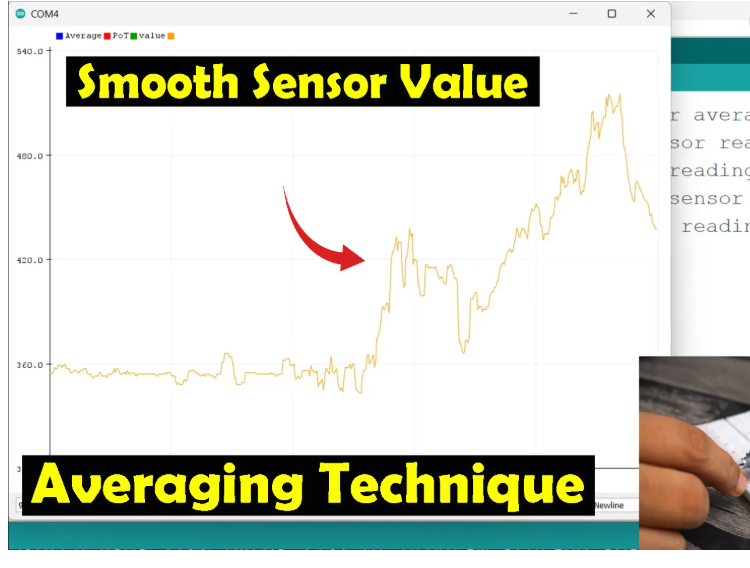 COM4
Average PoT value
540.0
Smooth Sensor Value
480.0
420.0
360.0
Averaging Technique
Newline